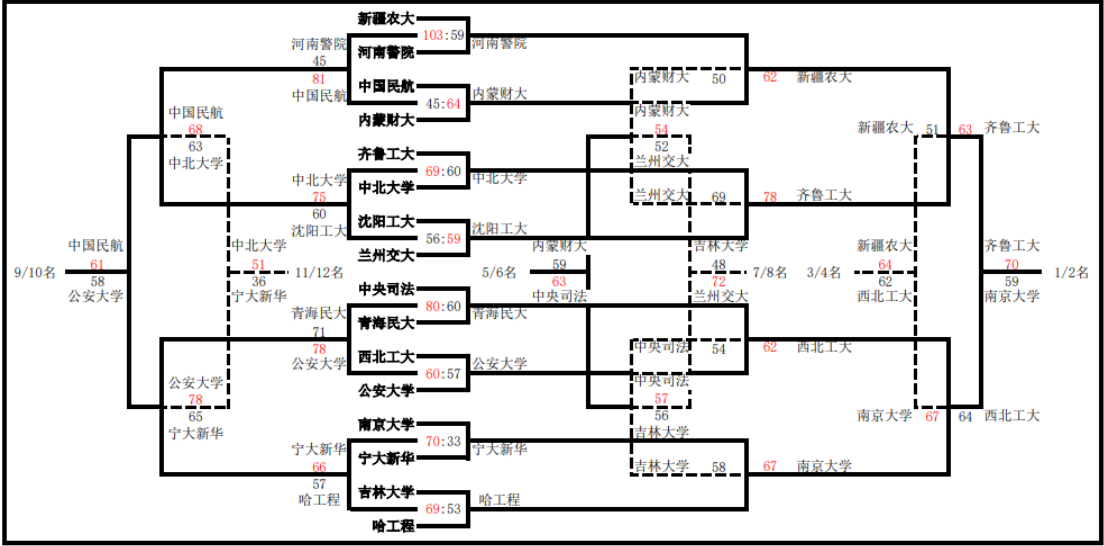 新疆农大
河南警院 103:59 河南警院
45 河南警院
81 内蒙财大 50 62 新疆农大
中国民航 中国民航 45:64 内蒙财大
中国民航 内蒙财大 内蒙财大
68 54 新疆农大 51 63 齐鲁工大
63 52
中北大学 齐鲁工大 兰州交大
中北大学 69:60 中北大学
75 中北大学 兰州交大 69 78 齐鲁工大
60
沈阳工大 沈阳工大 56:59 沈阳工大
中国民航 中北大学 兰州交大 内蒙财大 吉林大学 新疆农大 齐鲁工大
9/10名 61 51 11/12名 5/6名 59 48 7/8名 3/4名 64 70 1/2名
58 36 63 72 62 59
公安大学 宁大新华 中央司法 中央司法 兰州交大 西北工大 南京大学
青海民大 80:60 青海民大
71 青海民大
78 中央司法 54 62 西北工大
公安大学 西北工大 60:57 公安大学
公安大学 公安大学 中央司法
78 57
65 56 南京大学 67 64 西北工大
宁大新华 南京大学 吉林大学
宁大新华 70:33 宁大新华
66 宁大新华 吉林大学 58 67 南京大学
57
哈工程 吉林大学 69:53 哈工程
哈工程